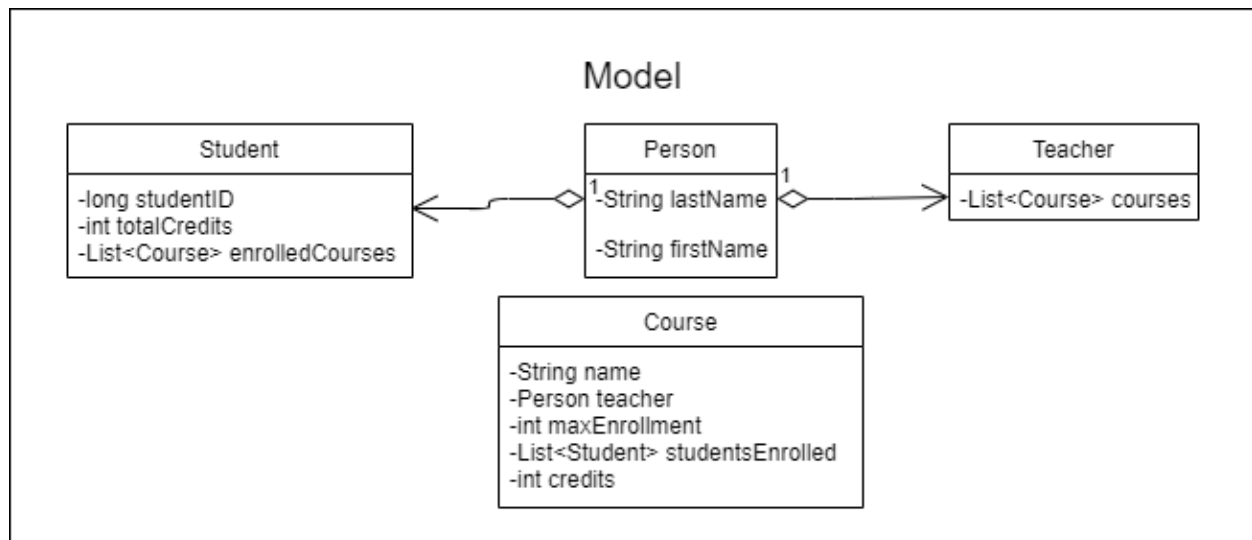 Model
Student
-long studentID
-int totalCredits
-List<Course> enrolledCourses
Person
1
-String lastName
-String firstName
1
Teacher
-List<Course> courses
Course
-String name
-Person teacher
-int maxEnrollment
-List<Student> studentsEnrolled
-int credits